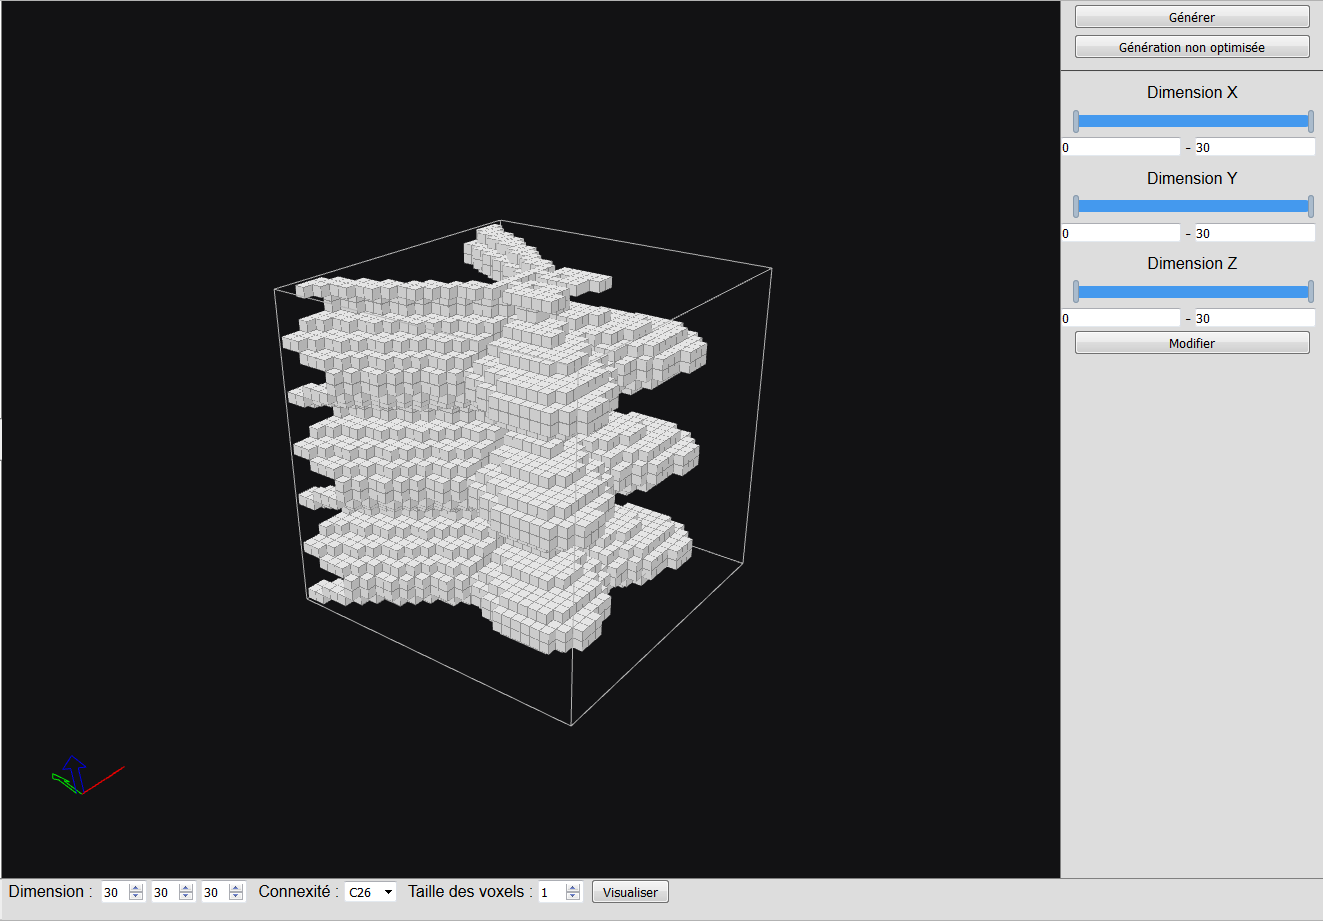 Générer
Génération non optimisée
Dimension X
0 - 30
Dimension Y
0 - 30
Dimension Z
0 - 30
Modifier
Dimension : 30 30 30 Connexité : C26 Taille des voxels : 1 Visualiser